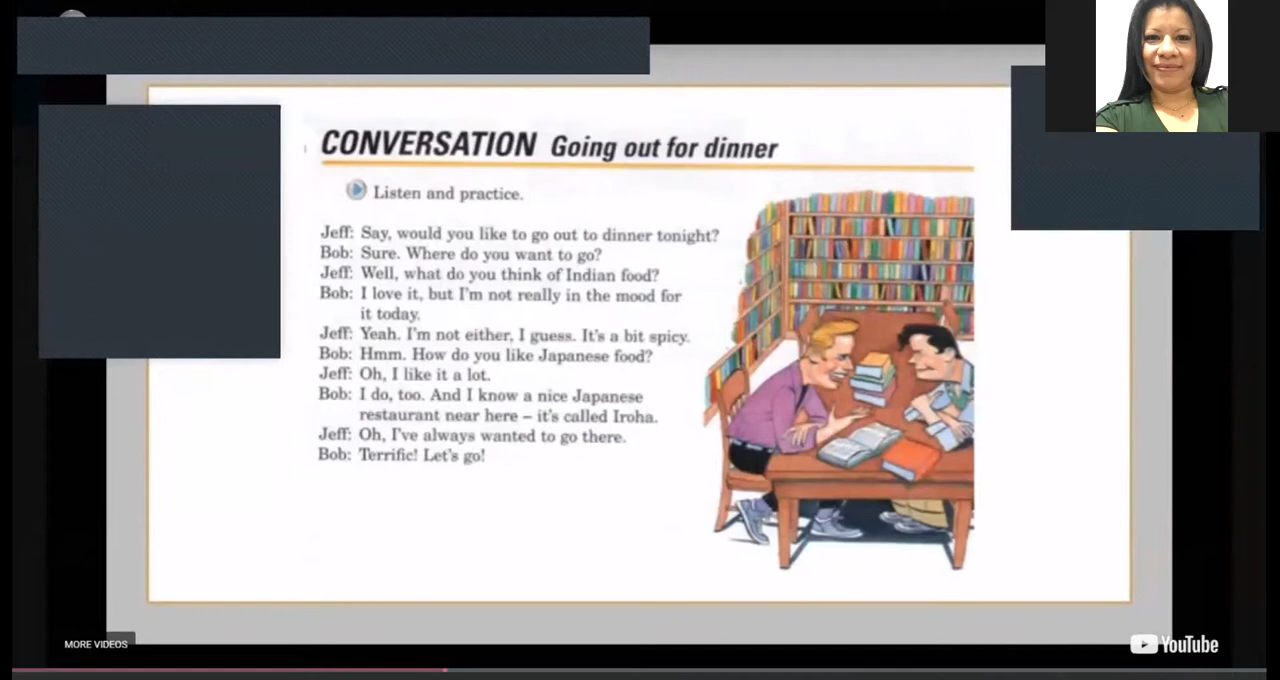 CONVERSATION Going out for dinner
Listen and practice.
Jeff: Say, would you like to go out to dinner tonight?
Bob: Sure. Where do you want to go?
Jeff: Well, what do you think of Indian food?
Bob: I love it, but I'm not really in the mood for
it today.
Jeff: Yeah. I'm not either, I guess. It's a bit spicy.
Bob: Hmm. How do you like Japanese food?
Jeff: Oh, I like it a lot.
Bob: I do, too. And I know a nice Japanese
restaurant near here – it's called Iroha.
Jeff: Oh, I've always wanted to go there.
Bob: Terrific! Let's go!
MORE VIDEOS
YouTube